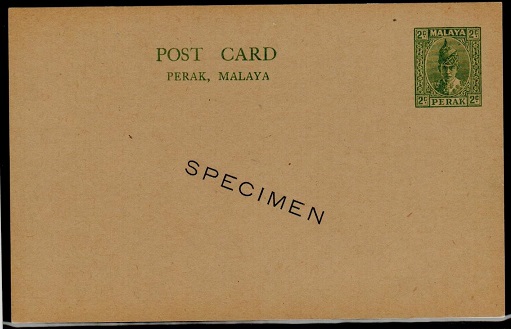 POST CARD
PERAK, MALAYA
2c MALAYA 2c
2c PERAK 2c
SPECIMEN